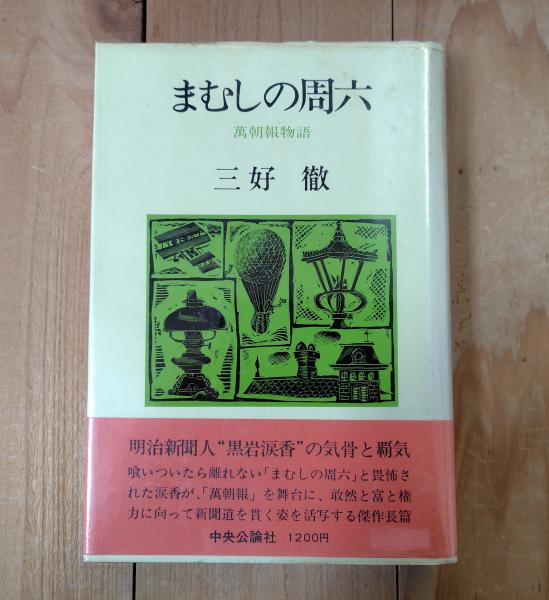 まむしの周六
萬朝報物語
三好 徹
明治新聞人“黒岩涙香”の気骨と覇気
喰いついたら離れない「まむしの周六」と畏怖さ
れた涙香が、「萬朝報」を舞台に、敢然と富と権
力に向って新聞道を貫く姿を活写する傑作長篇
中央公論社 1200円